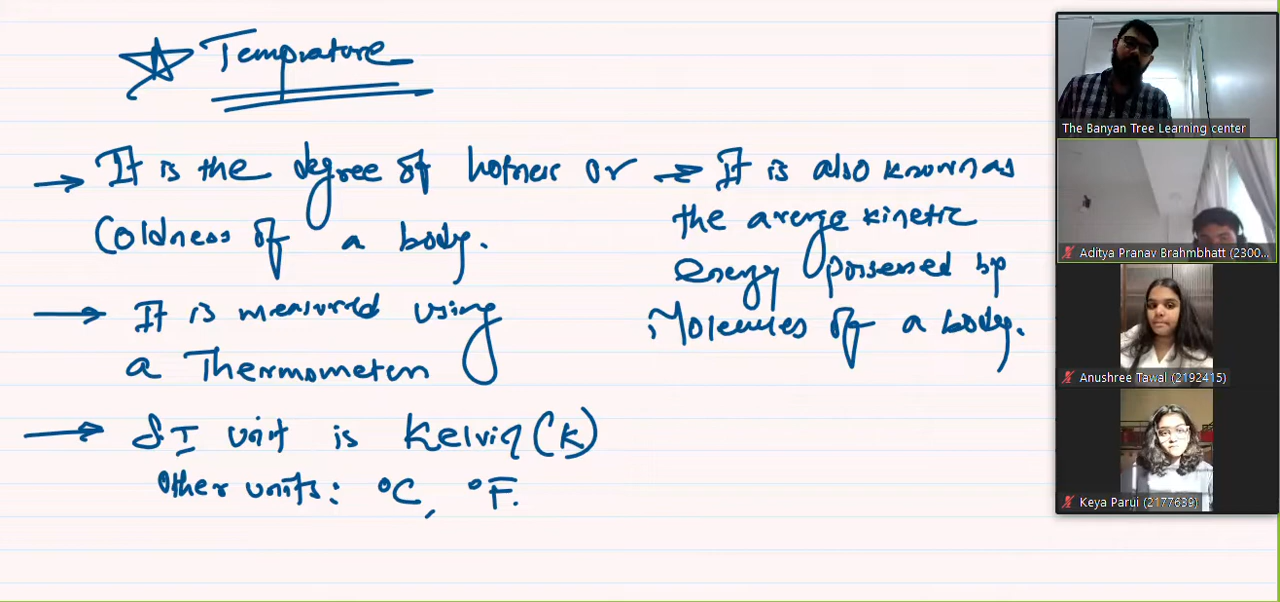 Temprature
→ It is the degree of hotness or
coldness of a body.
→ It is measured using
a Thermometer
→ SI unit is Kelvin (K)
Other units: °C, °F.
→ It is also known as
the average kinetic
energy possessed by
Molecules of a body.
The Banyan Tree Learning center
Aditya Pranav Brahmbhatt (2300...
Anushree Tawal (2192415)
Keya Parui (2177639)